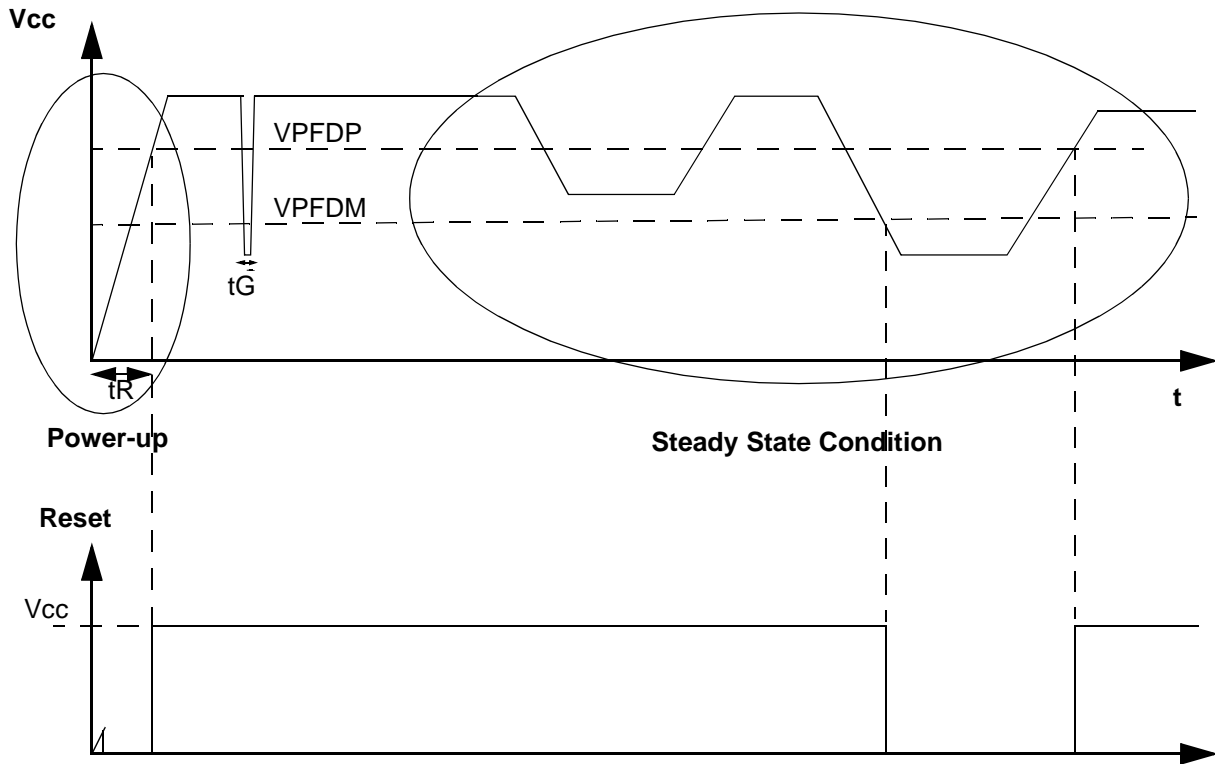 Vcc
VPFDP
VPFDM
tG
tR
t
Power-up
Steady State Condition
Reset
Vcc